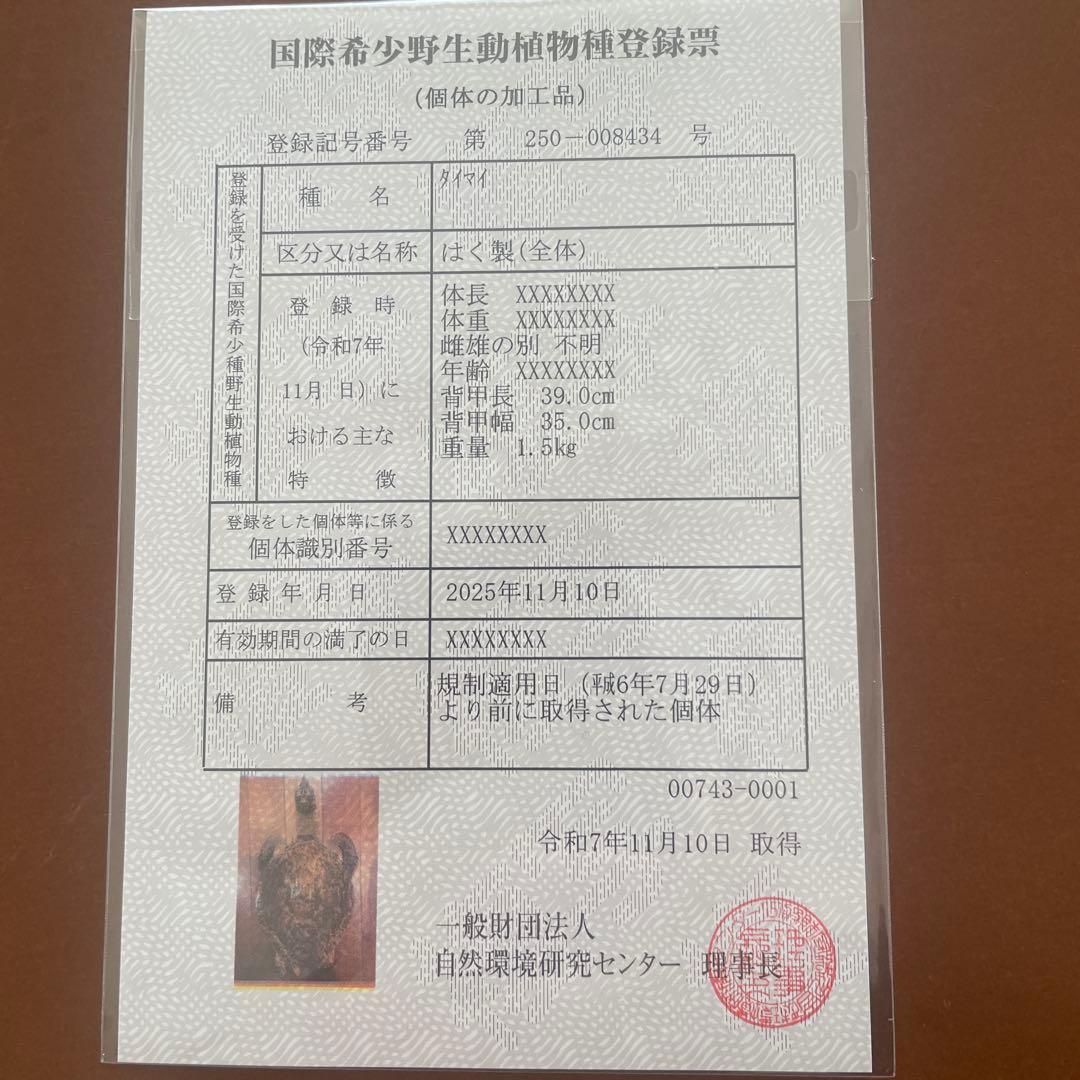 国際希少野生動植物種登録票
(個体の加工品)
登録記号番号 第 250-008434 号
登録を受けた国際希少種野生動植物種
種 名
ﾀｲﾏｲ
区分又は名称
はく製(全体)
登 録 時
(令和7年
11月 日) に
おける主な
特 徴
体長 XXXXXXXX
体重 XXXXXXXX
雌雄の別 不明
年齢 XXXXXXXX
背甲長 39.0cm
背甲幅 35.0cm
重量 1.5kg
登録をした個体等に係る
個体識別番号
XXXXXXXX
登録年月日
2025年11月10日
有効期間の満了の日
XXXXXXXX
備 考
規制適用日 (平成6年7月29日)
より前に取得された個体
00743-0001
令和7年11月10日 取得
一般財団法人
自然環境研究センター 理事長